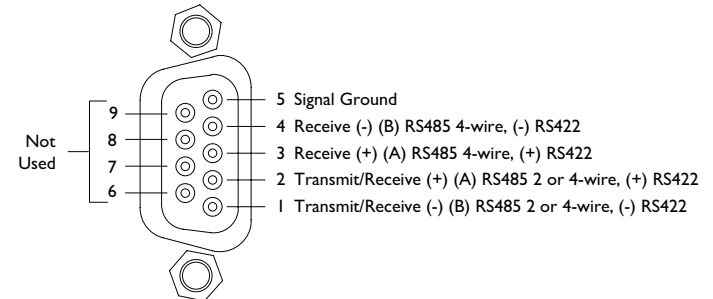 5 Signal Ground
9
4 Receive (-) (B) RS485 4-wire, (-) RS422
8
Not
Used
3 Receive (+) (A) RS485 4-wire, (+) RS422
7
2 Transmit/Receive (+) (A) RS485 2 or 4-wire, (+) RS422
6
1 Transmit/Receive (-) (B) RS485 2 or 4-wire, (-) RS422